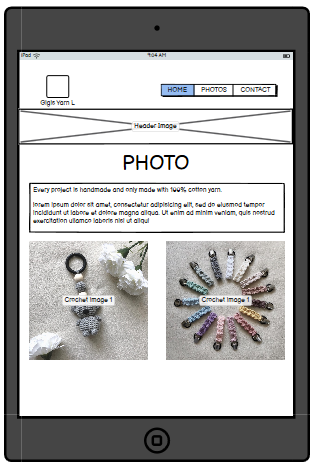 iPad
9:04 AM
HOME PHOTOS CONTACT
Gigi's Yarn L
Header Image
PHOTO
Every project is handmade and only made with 100% cotton yarn.
lorem ipsum dolor sit amet, consectetur adipisicing elit, sed do eiusmod tempor
incididunt ut labore et dolore magna aliqua. Ut enim ad minim veniam, quis nostrud
exercitation ullamco laboris nisi ut aliqui
Crochet Image 1
Crochet Image 1